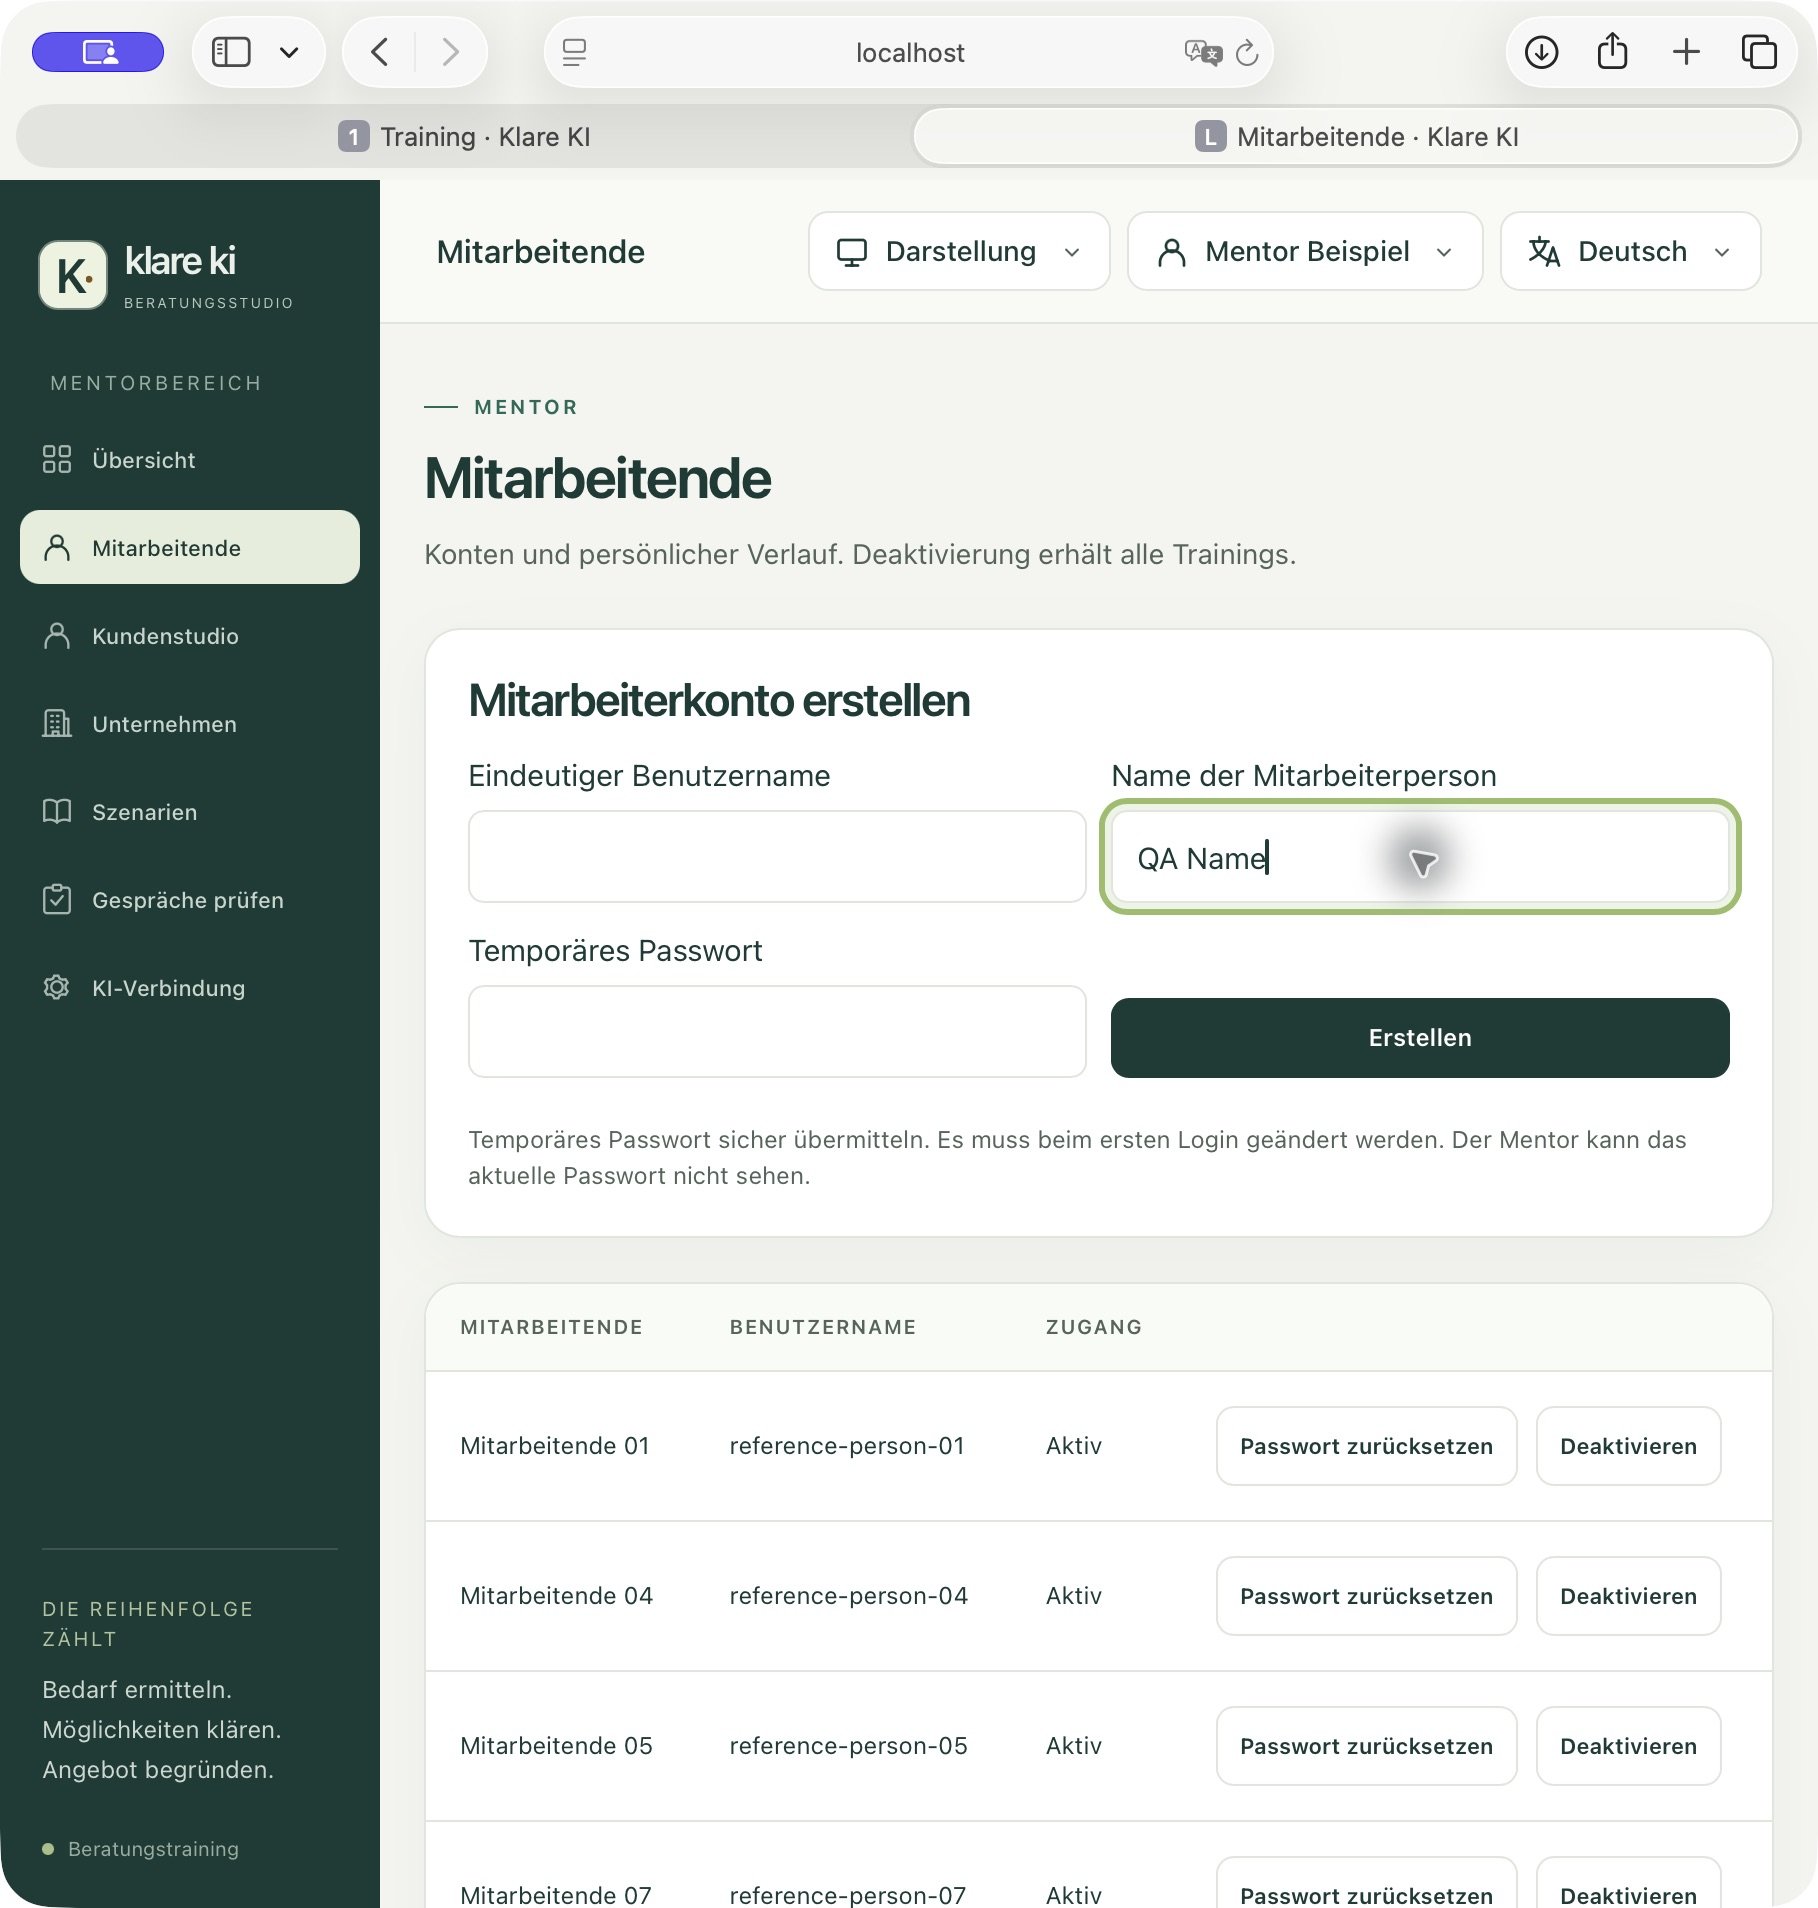 localhost
1 Training · Klare KI
L Mitarbeitende · Klare KI
K.
klare ki
BERATUNGSSTUDIO
MENTORBEREICH
Übersicht
Mitarbeitende
Kundenstudio
Unternehmen
Szenarien
Gespräche prüfen
KI-Verbindung
DIE REIHENFOLGE
ZÄHLT
Bedarf ermitteln.
Möglichkeiten klären.
Angebot begründen.
Beratungstraining
Mitarbeitende
Darstellung
Mentor Beispiel
Deutsch
MENTOR
Mitarbeitende
Konten und persönlicher Verlauf. Deaktivierung erhält alle Trainings.
Mitarbeiterkonto erstellen
Eindeutiger Benutzername
Name der Mitarbeiterperson
QA Name
Temporäres Passwort
Erstellen
Temporäres Passwort sicher übermitteln. Es muss beim ersten Login geändert werden. Der Mentor kann das
aktuelle Passwort nicht sehen.
MITARBEITENDE BENUTZERNAME ZUGANG
Mitarbeitende 01 reference-person-01 Aktiv Passwort zurücksetzen Deaktivieren
Mitarbeitende 04 reference-person-04 Aktiv Passwort zurücksetzen Deaktivieren
Mitarbeitende 05 reference-person-05 Aktiv Passwort zurücksetzen Deaktivieren
Mitarbeitende 07 reference-person-07 Aktiv Passwort zurücksetzen Deaktivieren